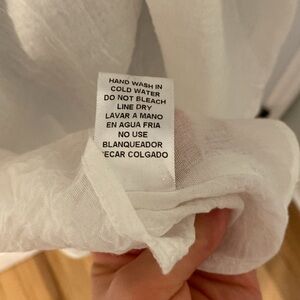 HAND WASH IN
COLD WATER
DO NOT BLEACH
LINE DRY
LAVAR A MANO
EN AGUA FRIA
NO USE
BLANQUEADOR
ECAR COLGADO